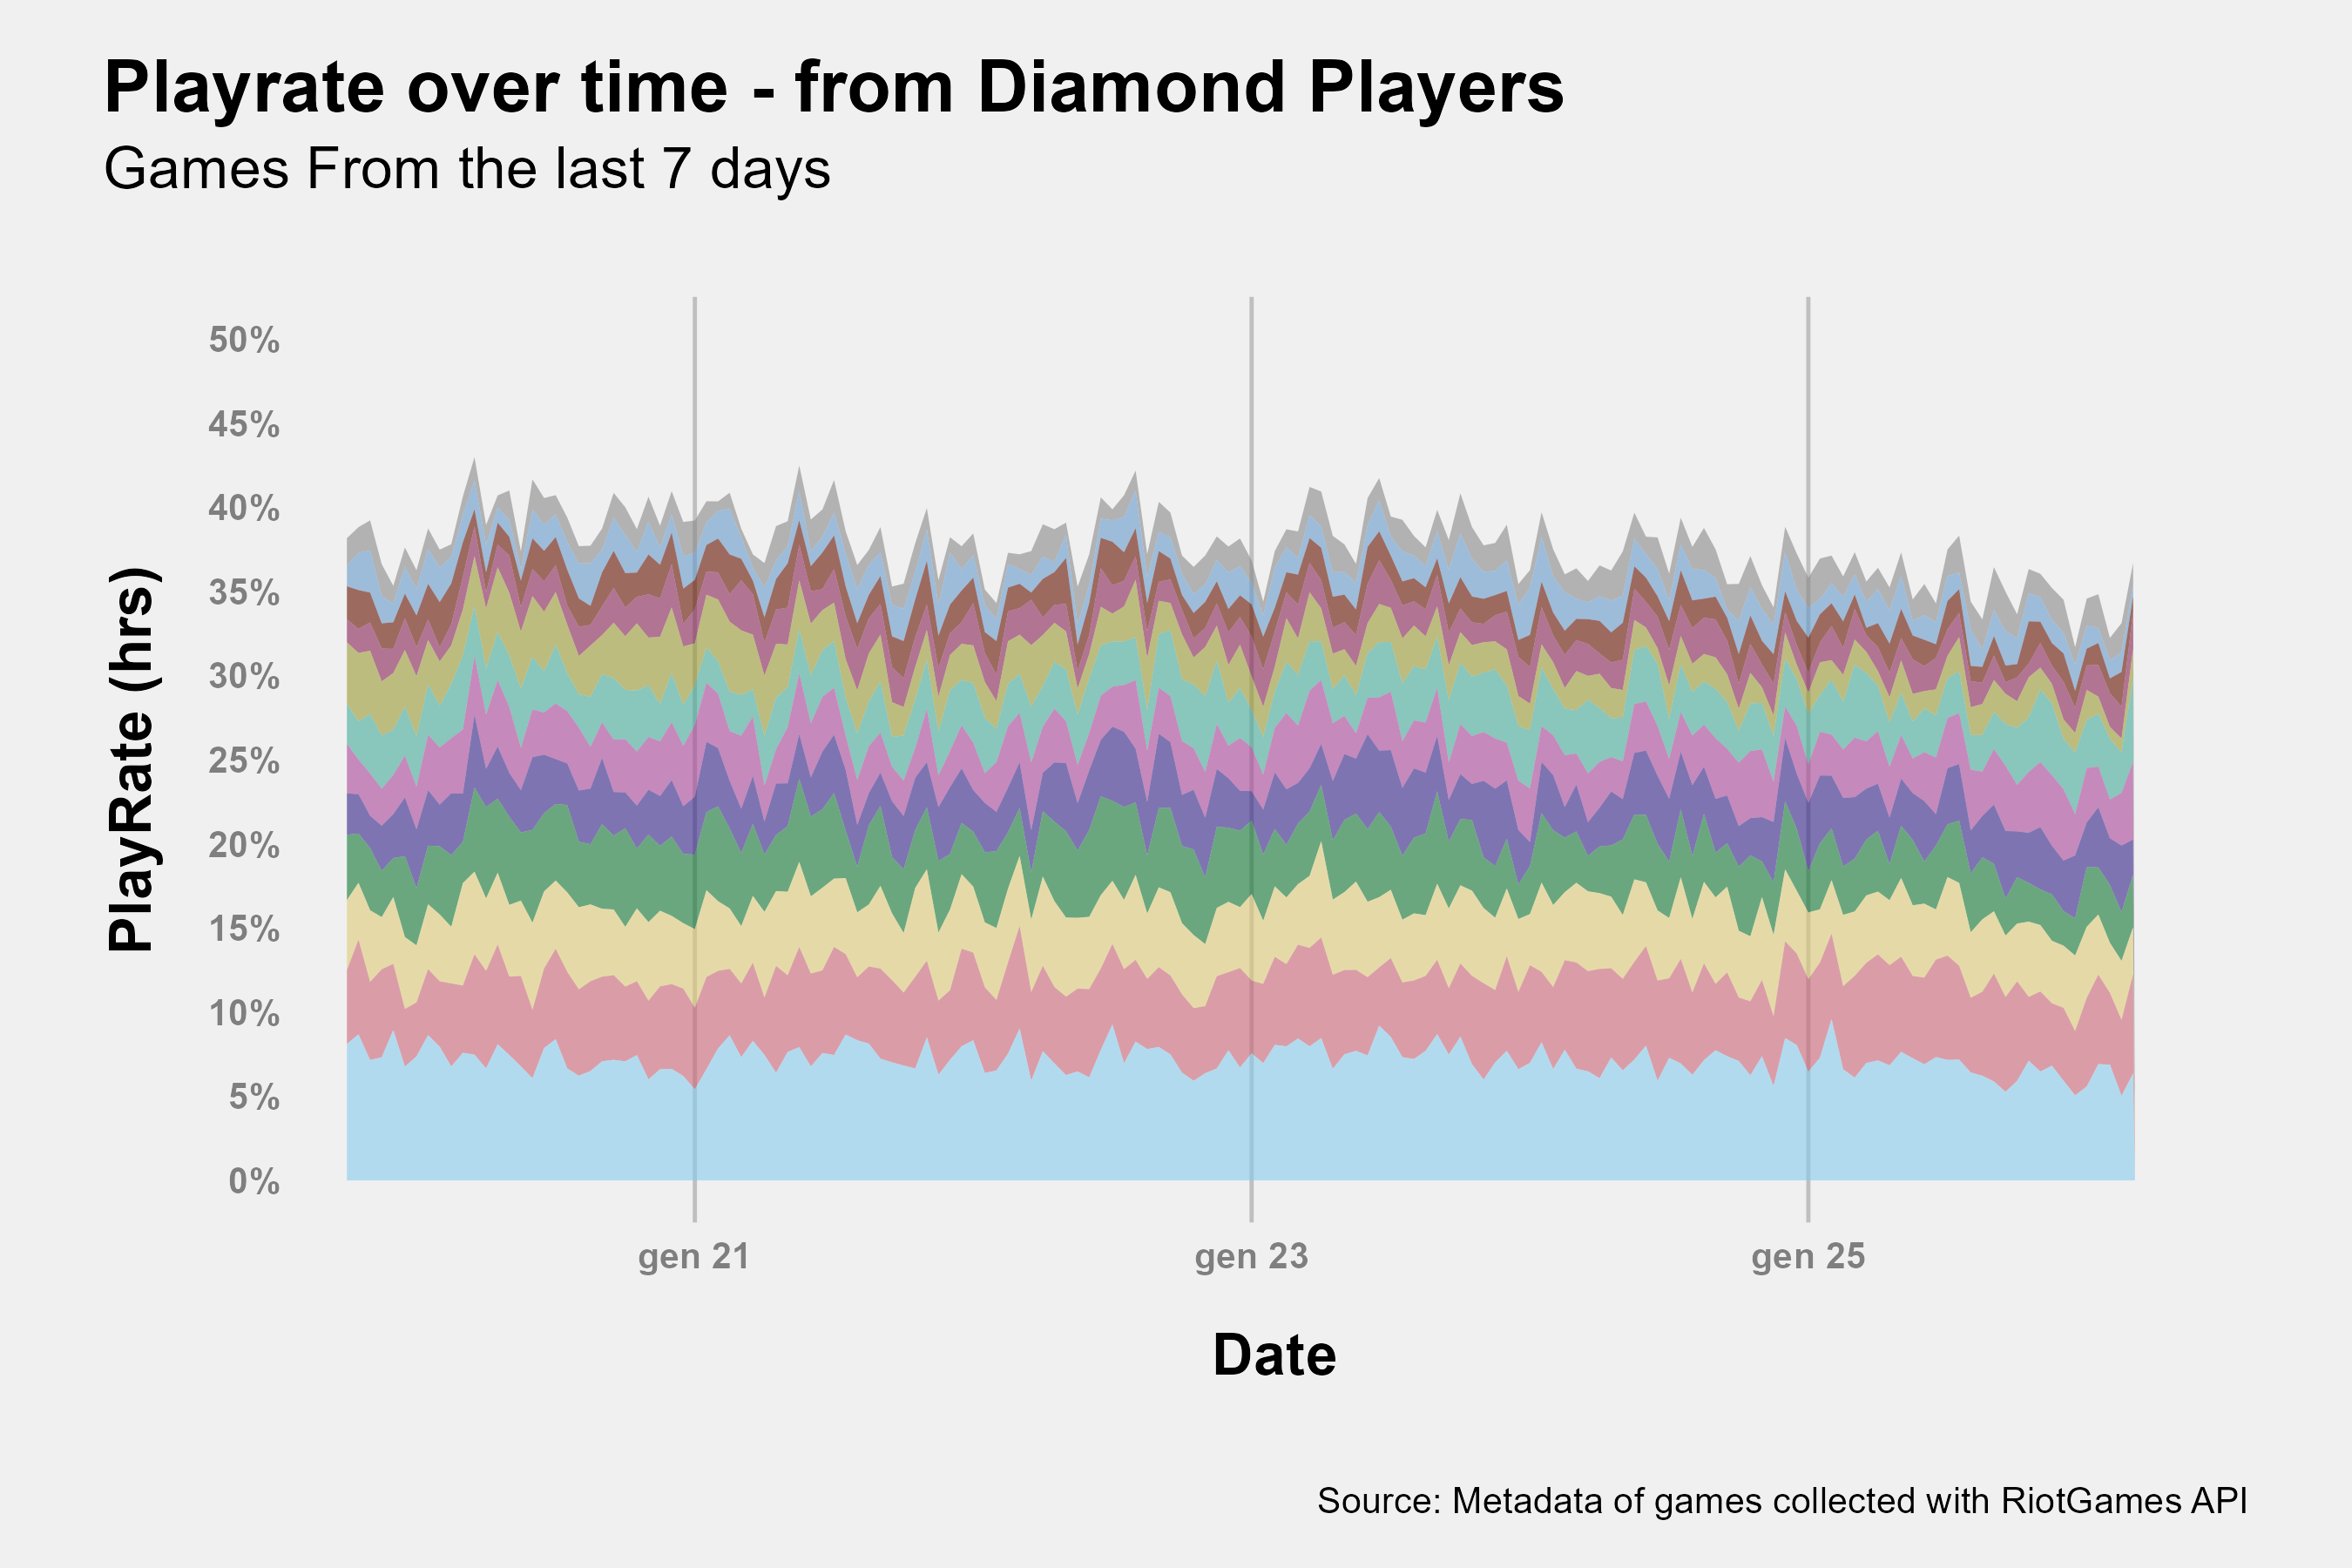 Playrate over time - from Diamond Players
Games From the last 7 days
PlayRate (hrs)
50%
45%
40%
35%
30%
25%
20%
15%
10%
5%
0%
gen 21
gen 23
gen 25
Date
Source: Metadata of games collected with RiotGames API